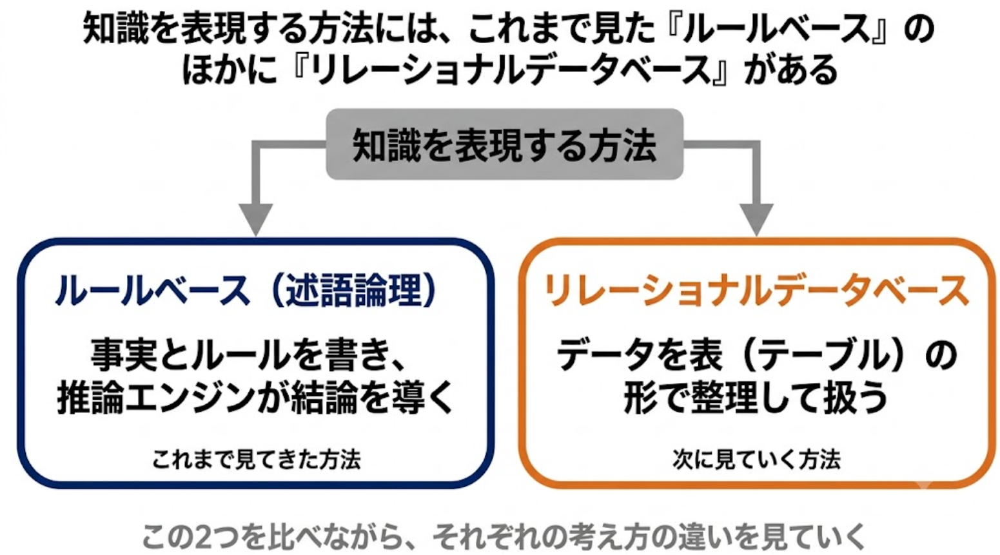 知識を表現する方法には、これまで見た『ルールベース』の
ほかに『リレーショナルデータベース』がある
知識を表現する方法
ルールベース（述語論理）
事実とルールを書き、
推論エンジンが結論を導く
これまで見てきた方法
リレーショナルデータベース
データを表（テーブル）の
形で整理して扱う
次に見ていく方法
この2つを比べながら、それぞれの考え方の違いを見ていく